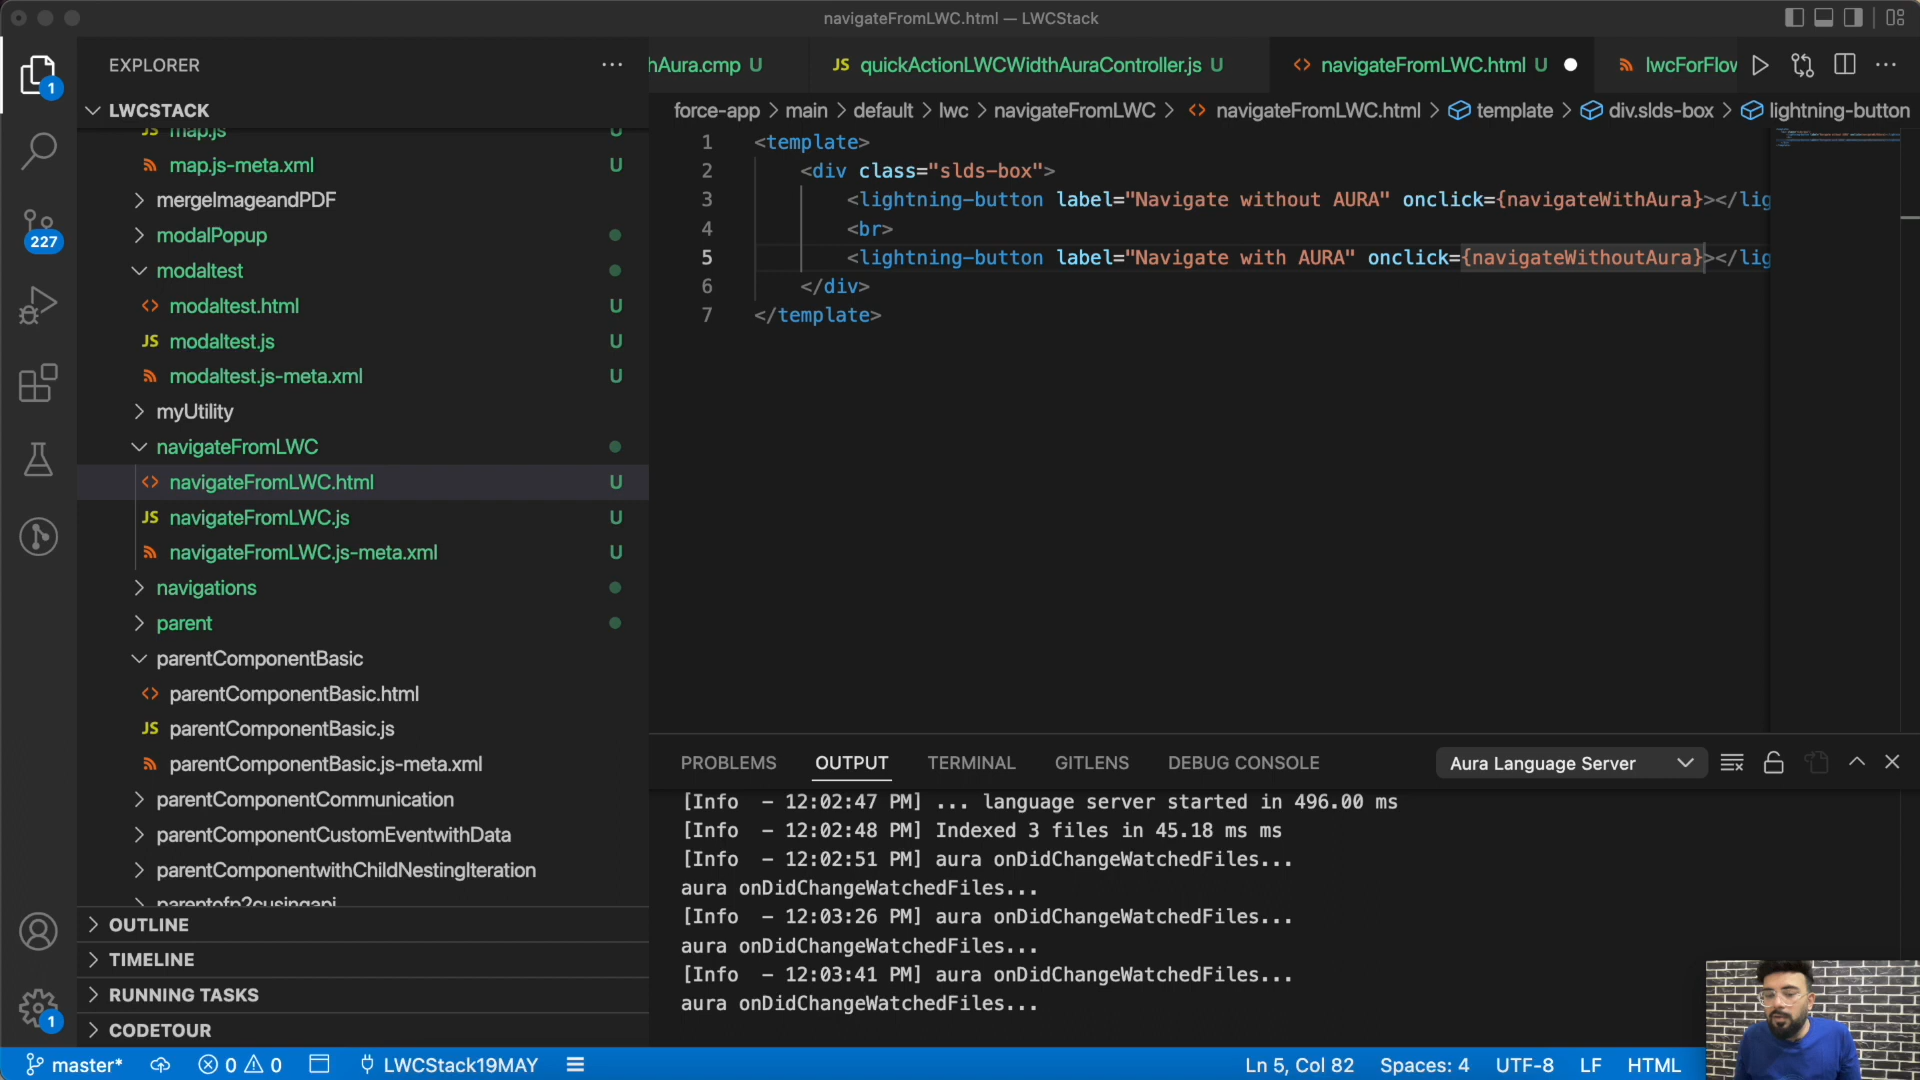 navigateFromLWC.html — LWCStack
EXPLORER
LWCSTACK
map.js U
map.js-meta.xml U
mergeImageandPDF
modalPopup
modaltest
modaltest.html U
modaltest.js U
modaltest.js-meta.xml U
myUtility
navigateFromLWC
navigateFromLWC.html U
navigateFromLWC.js U
navigateFromLWC.js-meta.xml U
navigations
parent
parentComponentBasic
parentComponentBasic.html
parentComponentBasic.js
parentComponentBasic.js-meta.xml
parentComponentCommunication
parentComponentCustomEventwithData
parentComponentwithChildNestingIteration
OUTLINE
TIMELINE
RUNNING TASKS
CODETOUR
1
227
1
hAura.cmp U JS quickActionLWCWidthAuraController.js U navigateFromLWC.html U lwcForFlow
force-app > main > default > lwc > navigateFromLWC > navigateFromLWC.html > template > div.slds-box > lightning-button
1 <template>
2 <div class="slds-box">
3 <lightning-button label="Navigate without AURA" onclick={navigateWithAura}></lig
4 <br>
5 <lightning-button label="Navigate with AURA" onclick={navigateWithoutAura}></lig
6 </div>
7 </template>
PROBLEMS OUTPUT TERMINAL GITLENS DEBUG CONSOLE Aura Language Server
[Info - 12:02:47 PM] ... language server started in 496.00 ms
[Info - 12:02:48 PM] Indexed 3 files in 45.18 ms ms
[Info - 12:02:51 PM] aura onDidChangeWatchedFiles...
aura onDidChangeWatchedFiles...
[Info - 12:03:26 PM] aura onDidChangeWatchedFiles...
aura onDidChangeWatchedFiles...
[Info - 12:03:41 PM] aura onDidChangeWatchedFiles...
aura onDidChangeWatchedFiles...
master* 0 0 LWCStack19MAY Ln 5, Col 82 Spaces: 4 UTF-8 LF HTML